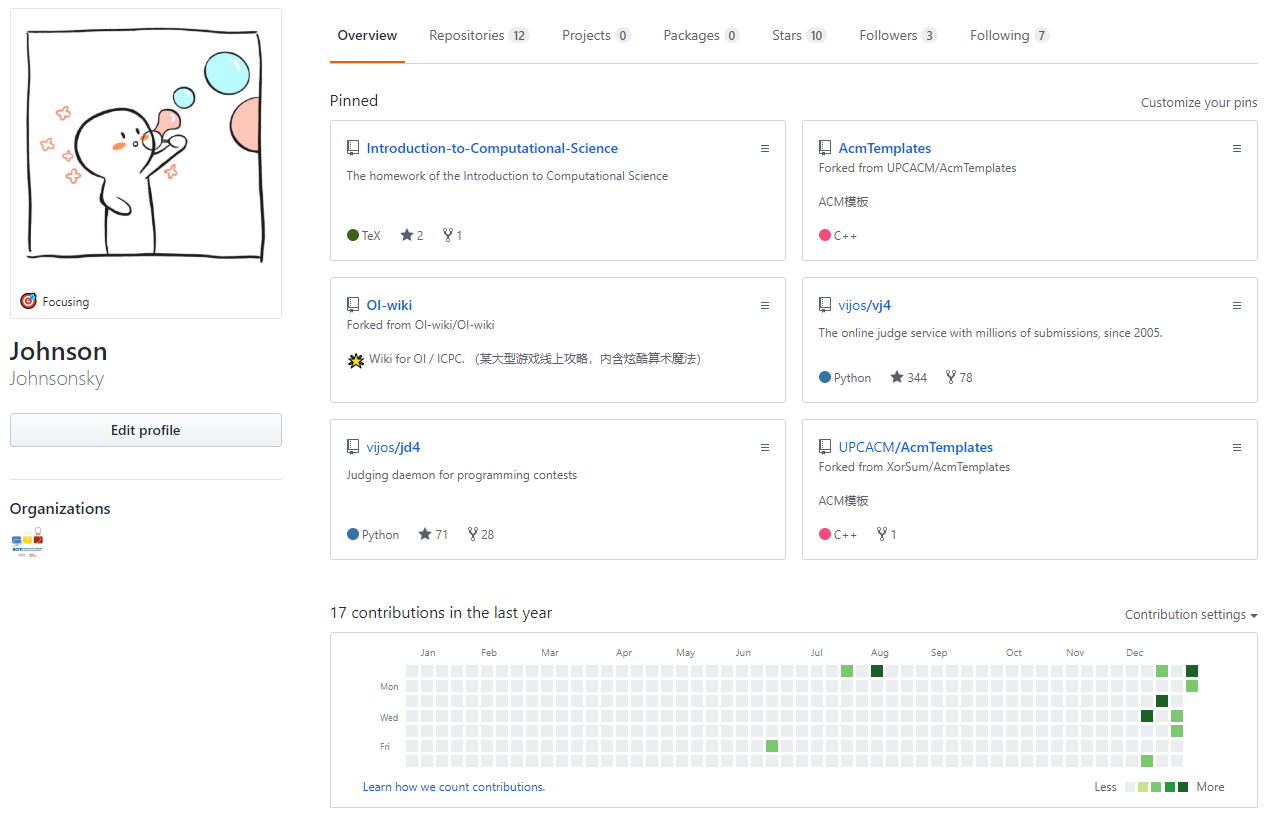 Overview Repositories 12 Projects 0 Packages 0 Stars 10 Followers 3 Following 7
Focusing
Johnson
Johnsonsky
Edit profile
Organizations
Pinned
Customize your pins
Introduction-to-Computational-Science
The homework of the Introduction to Computational Science
TeX 2 1
AcmTemplates
Forked from UPCACM/AcmTemplates
ACM模板
C++
OI-wiki
Forked from OI-wiki/OI-wiki
Wiki for OI / ICPC. （某大型游戏线上攻略，内含炫酷算术魔法）
vijos/vj4
The online judge service with millions of submissions, since 2005.
Python 344 78
vijos/jd4
Judging daemon for programming contests
Python 71 28
UPCACM/AcmTemplates
Forked from XorSum/AcmTemplates
ACM模板
C++ 1
17 contributions in the last year
Contribution settings
Jan Feb Mar Apr May Jun Jul Aug Sep Oct Nov Dec
Mon
Wed
Fri
Learn how we count contributions.
Less More